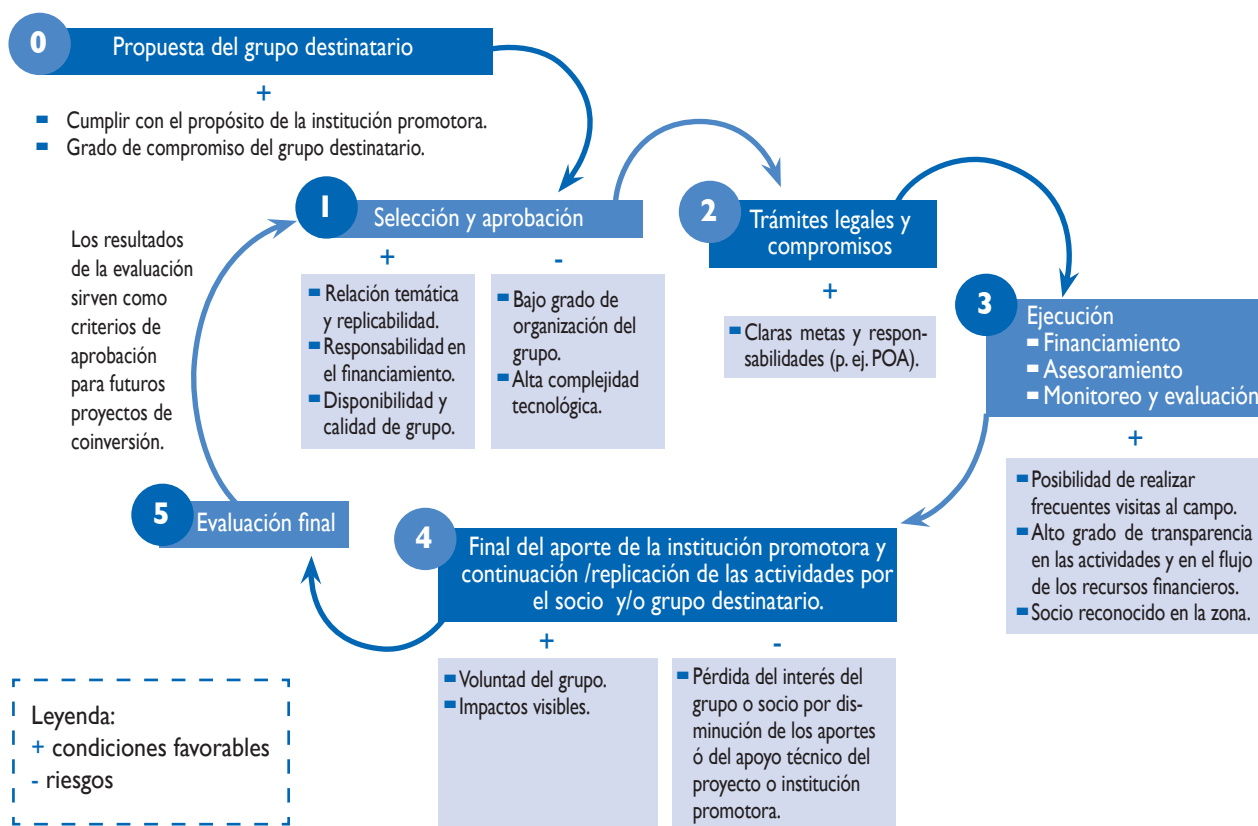 0
Propuesta del grupo destinatario
+
- Cumplir con el propósito de la institución promotora.
- Grado de compromiso del grupo destinatario.
1
Selección y aprobación
+
- Relación temática
y replicabilidad.
- Responsabilidad en
el financiamiento.
- Disponibilidad y
calidad de grupo.
-
- Bajo grado de
organización del
grupo.
- Alta complejidad
tecnológica.
2
Trámites legales y
compromisos
+
- Claras metas y respon-
sabilidades (p. ej. POA).
3
Ejecución
- Financiamiento
- Asesoramiento
- Monitoreo y evaluación
+
- Posibilidad de realizar
frecuentes visitas al campo.
- Alto grado de transparencia
en las actividades y en el flujo
de los recursos financieros.
- Socio reconocido en la zona.
4
Final del aporte de la institución promotora y
continuación /replicación de las actividades por
el socio y/o grupo destinatario.
+
- Voluntad del grupo.
- Impactos visibles.
-
- Pérdida del interés del
grupo o socio por dis-
minución de los aportes
ó del apoyo técnico del
proyecto o institución
promotora.
5
Evaluación final
Los resultados
de la evaluación
sirven como
criterios de
aprobación
para futuros
proyectos de
coinversión.
Leyenda:
+ condiciones favorables
- riesgos